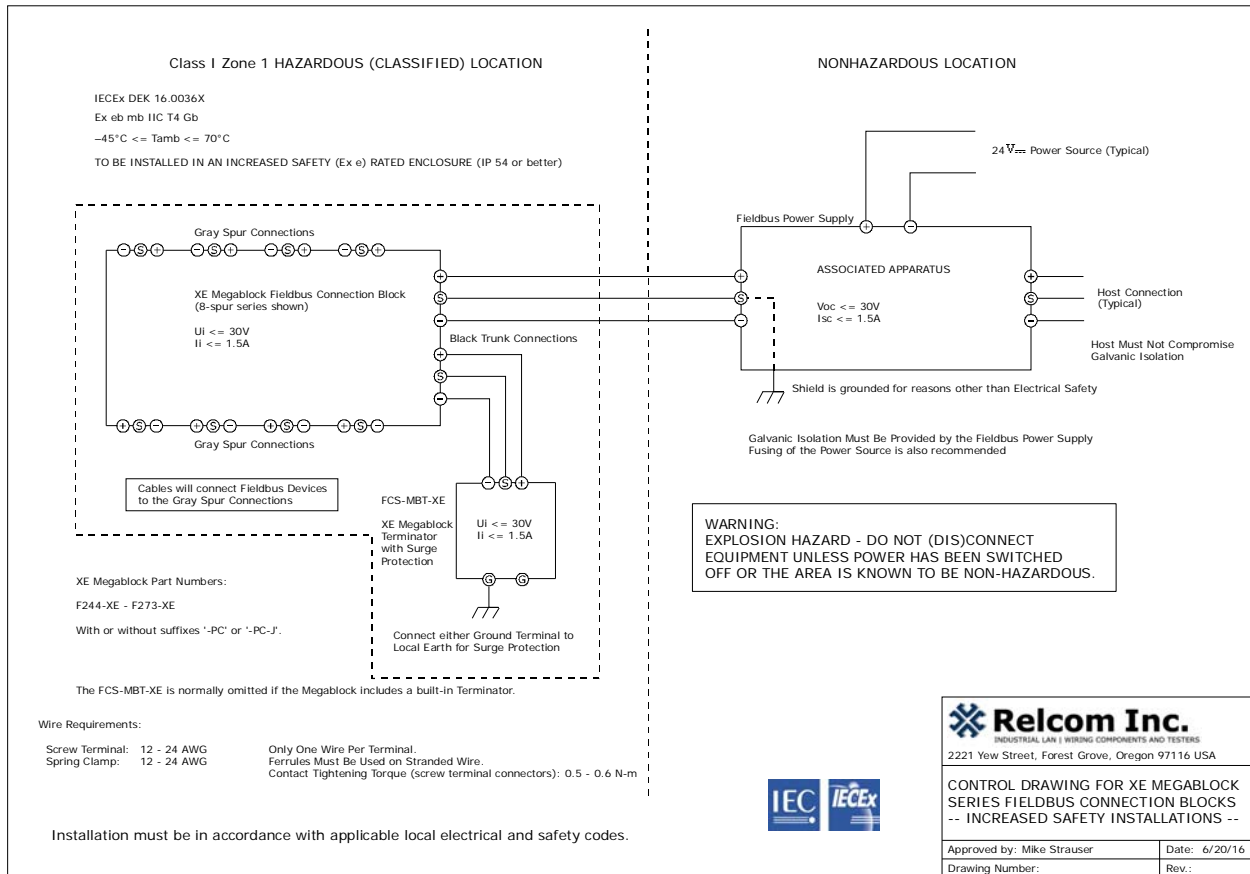 Class I Zone 1 HAZARDOUS (CLASSIFIED) LOCATION
IECEx DEK 16.0036X
Ex eb mb IIC T4 Gb
–45°C <= Tamb <= 70°C
TO BE INSTALLED IN AN INCREASED SAFETY (Ex e) RATED ENCLOSURE (IP 54 or better)
Gray Spur Connections
− S + − S + − S + − S +
XE Megablock Fieldbus Connection Block
(8-spur series shown)
Ui <= 30V
Ii <= 1.5A
+
S
−
Black Trunk Connections
+
S
−
+ S − + S − + S − + S −
Gray Spur Connections
Cables will connect Fieldbus Devices
to the Gray Spur Connections
FCS-MBT-XE
XE Megablock
Terminator
with Surge
Protection
− S +
Ui <= 30V
Ii <= 1.5A
G G
Connect either Ground Terminal to
Local Earth for Surge Protection
XE Megablock Part Numbers:
F244-XE - F273-XE
With or without suffixes '-PC' or '-PC-J'.
The FCS-MBT-XE is normally omitted if the Megablock includes a built-in Terminator.
Wire Requirements:
Screw Terminal: 12 - 24 AWG
Spring Clamp: 12 - 24 AWG
Only One Wire Per Terminal.
Ferrules Must Be Used on Stranded Wire.
Contact Tightening Torque (screw terminal connectors): 0.5 - 0.6 N-m
Installation must be in accordance with applicable local electrical and safety codes.
NONHAZARDOUS LOCATION
24 V⎓ Power Source (Typical)
Fieldbus Power Supply
+ −
+
S
−
ASSOCIATED APPARATUS
Voc <= 30V
Isc <= 1.5A
+
S
−
Host Connection
(Typical)
Host Must Not Compromise
Galvanic Isolation
Shield is grounded for reasons other than Electrical Safety
Galvanic Isolation Must Be Provided by the Fieldbus Power Supply
Fusing of the Power Source is also recommended
WARNING:
EXPLOSION HAZARD - DO NOT (DIS)CONNECT
EQUIPMENT UNLESS POWER HAS BEEN SWITCHED
OFF OR THE AREA IS KNOWN TO BE NON-HAZARDOUS.
IEC IECEx
Relcom Inc.
INDUSTRIAL LAN | WIRING COMPONENTS AND TESTERS
2221 Yew Street, Forest Grove, Oregon 97116 USA
CONTROL DRAWING FOR XE MEGABLOCK
SERIES FIELDBUS CONNECTION BLOCKS
-- INCREASED SAFETY INSTALLATIONS --
Approved by: Mike Strauser
Date: 6/20/16
Drawing Number:
Rev.: